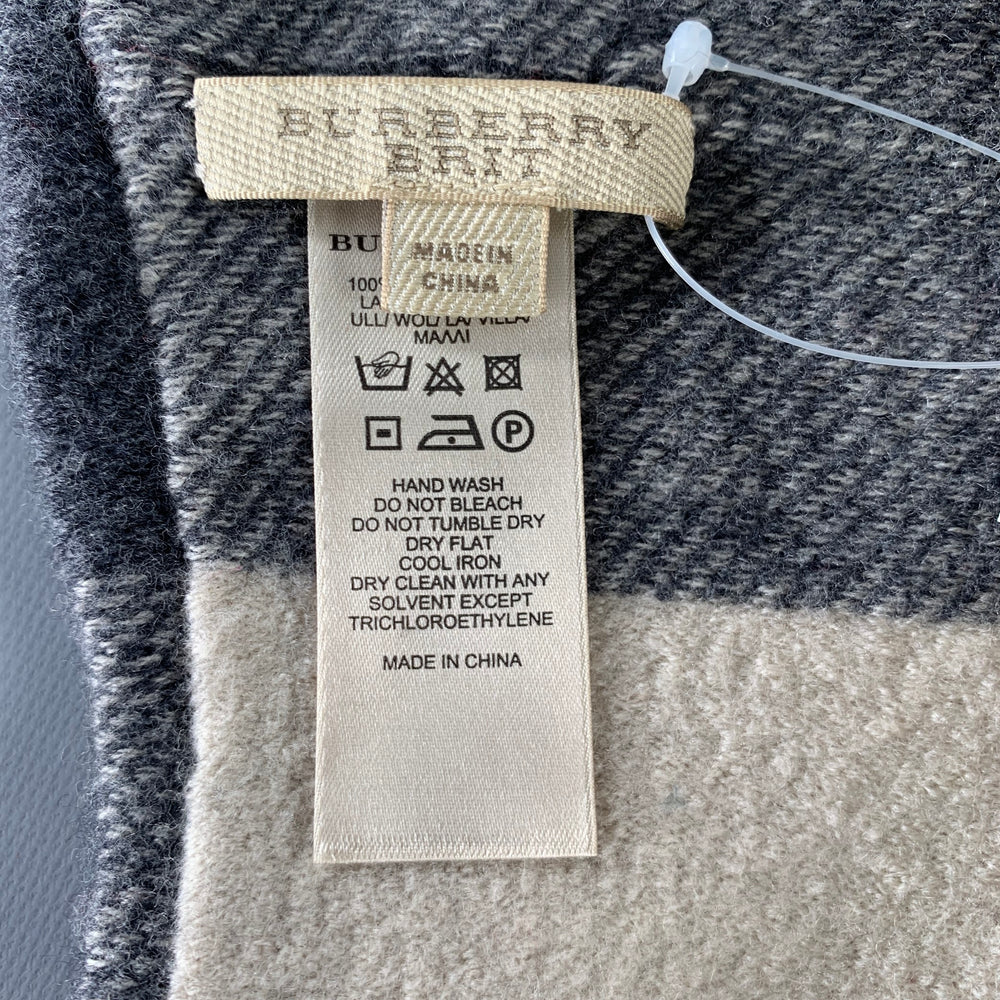 BURBERRY
BRIT
MADE IN
CHINA
BU
100%
LA
ULL/ WOL/ LA/ VILLA/
ΜΑΛΛΙ
P
HAND WASH
DO NOT BLEACH
DO NOT TUMBLE DRY
DRY FLAT
COOL IRON
DRY CLEAN WITH ANY
SOLVENT EXCEPT
TRICHLOROETHYLENE
MADE IN CHINA